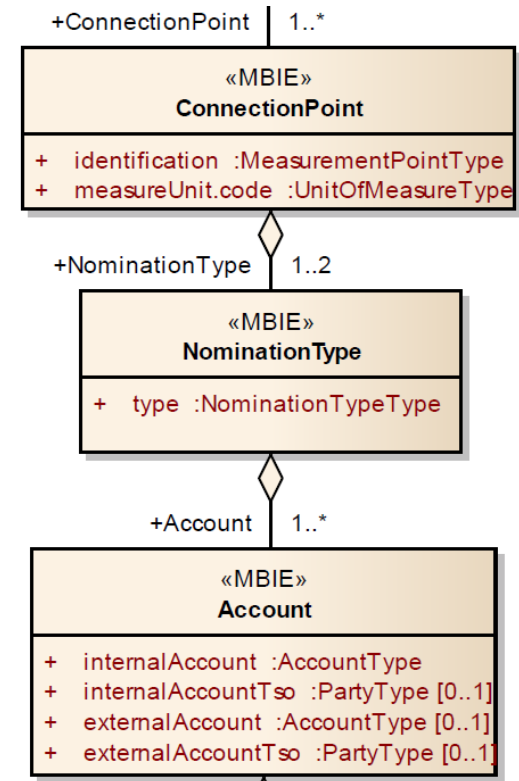 +ConnectionPoint 1..*
«MBIE»
ConnectionPoint
+ identification :MeasurementPointType
+ measureUnit.code :UnitOfMeasureType
+NominationType 1..2
«MBIE»
NominationType
+ type :NominationTypeType
+Account 1..*
«MBIE»
Account
+ internalAccount :AccountType
+ internalAccountTso :PartyType [0..1]
+ externalAccount :AccountType [0..1]
+ externalAccountTso :PartyType [0..1]